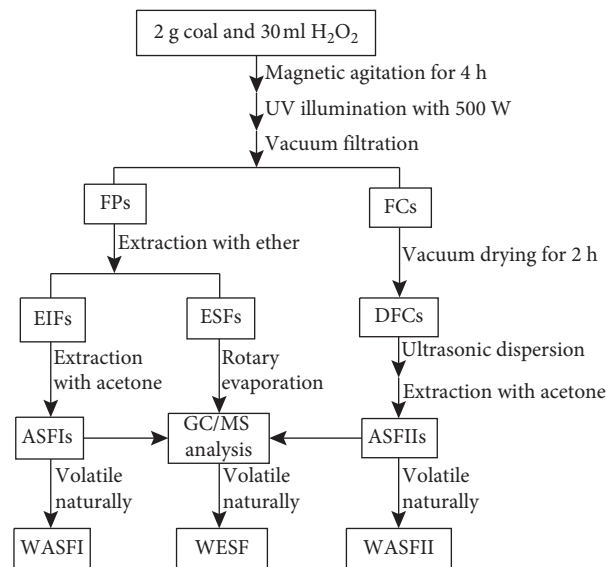 2 g coal and 30 ml H₂O₂
Magnetic agitation for 4 h
UV illumination with 500 W
Vacuum filtration
FPs
FCs
Extraction with ether
Vacuum drying for 2 h
EIFs
ESFs
DFCs
Extraction
with acetone
Rotary
evaporation
Ultrasonic dispersion
Extraction with acetone
ASFIs
GC/MS
analysis
ASFIIs
Volatile
naturally
Volatile
naturally
Volatile
naturally
WASFI
WESF
WASFII